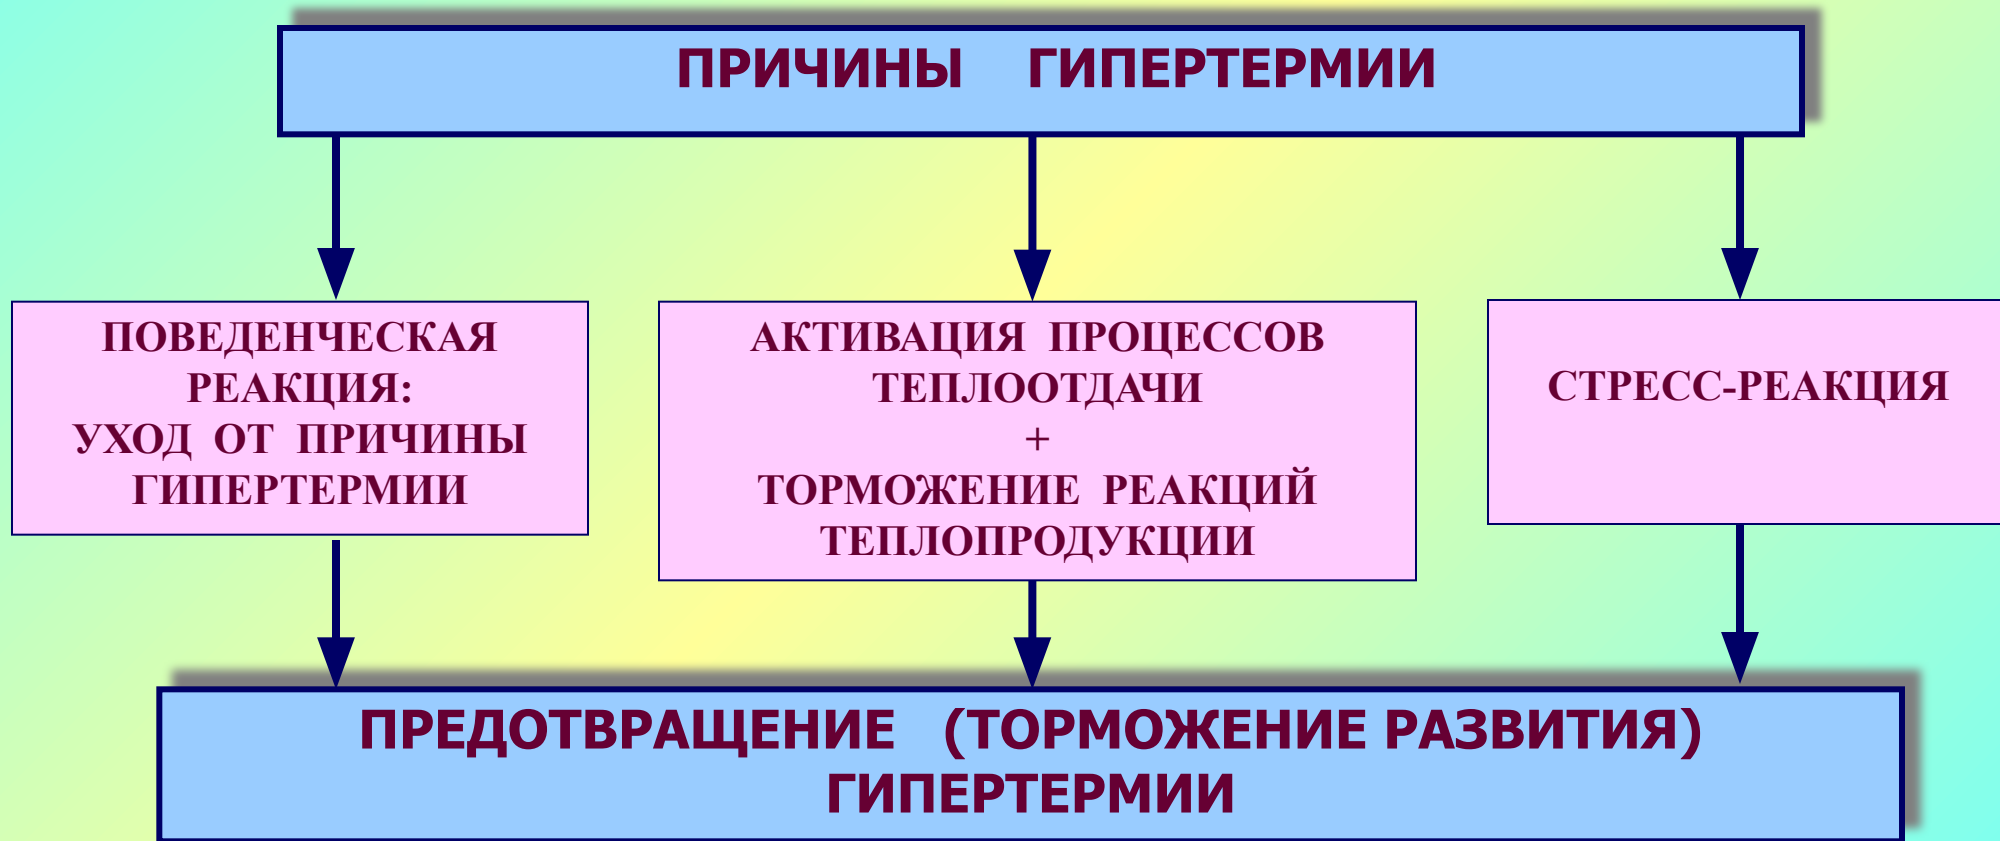 ПРИЧИНЫ ГИПЕРТЕРМИИ
ПОВЕДЕНЧЕСКАЯ
РЕАКЦИЯ:
УХОД ОТ ПРИЧИНЫ
ГИПЕРТЕРМИИ
АКТИВАЦИЯ ПРОЦЕССОВ
ТЕПЛООТДАЧИ
+
ТОРМОЖЕНИЕ РЕАКЦИЙ
ТЕПЛОПРОДУКЦИИ
СТРЕСС-РЕАКЦИЯ
ПРЕДОТВРАЩЕНИЕ (ТОРМОЖЕНИЕ РАЗВИТИЯ)
ГИПЕРТЕРМИИ